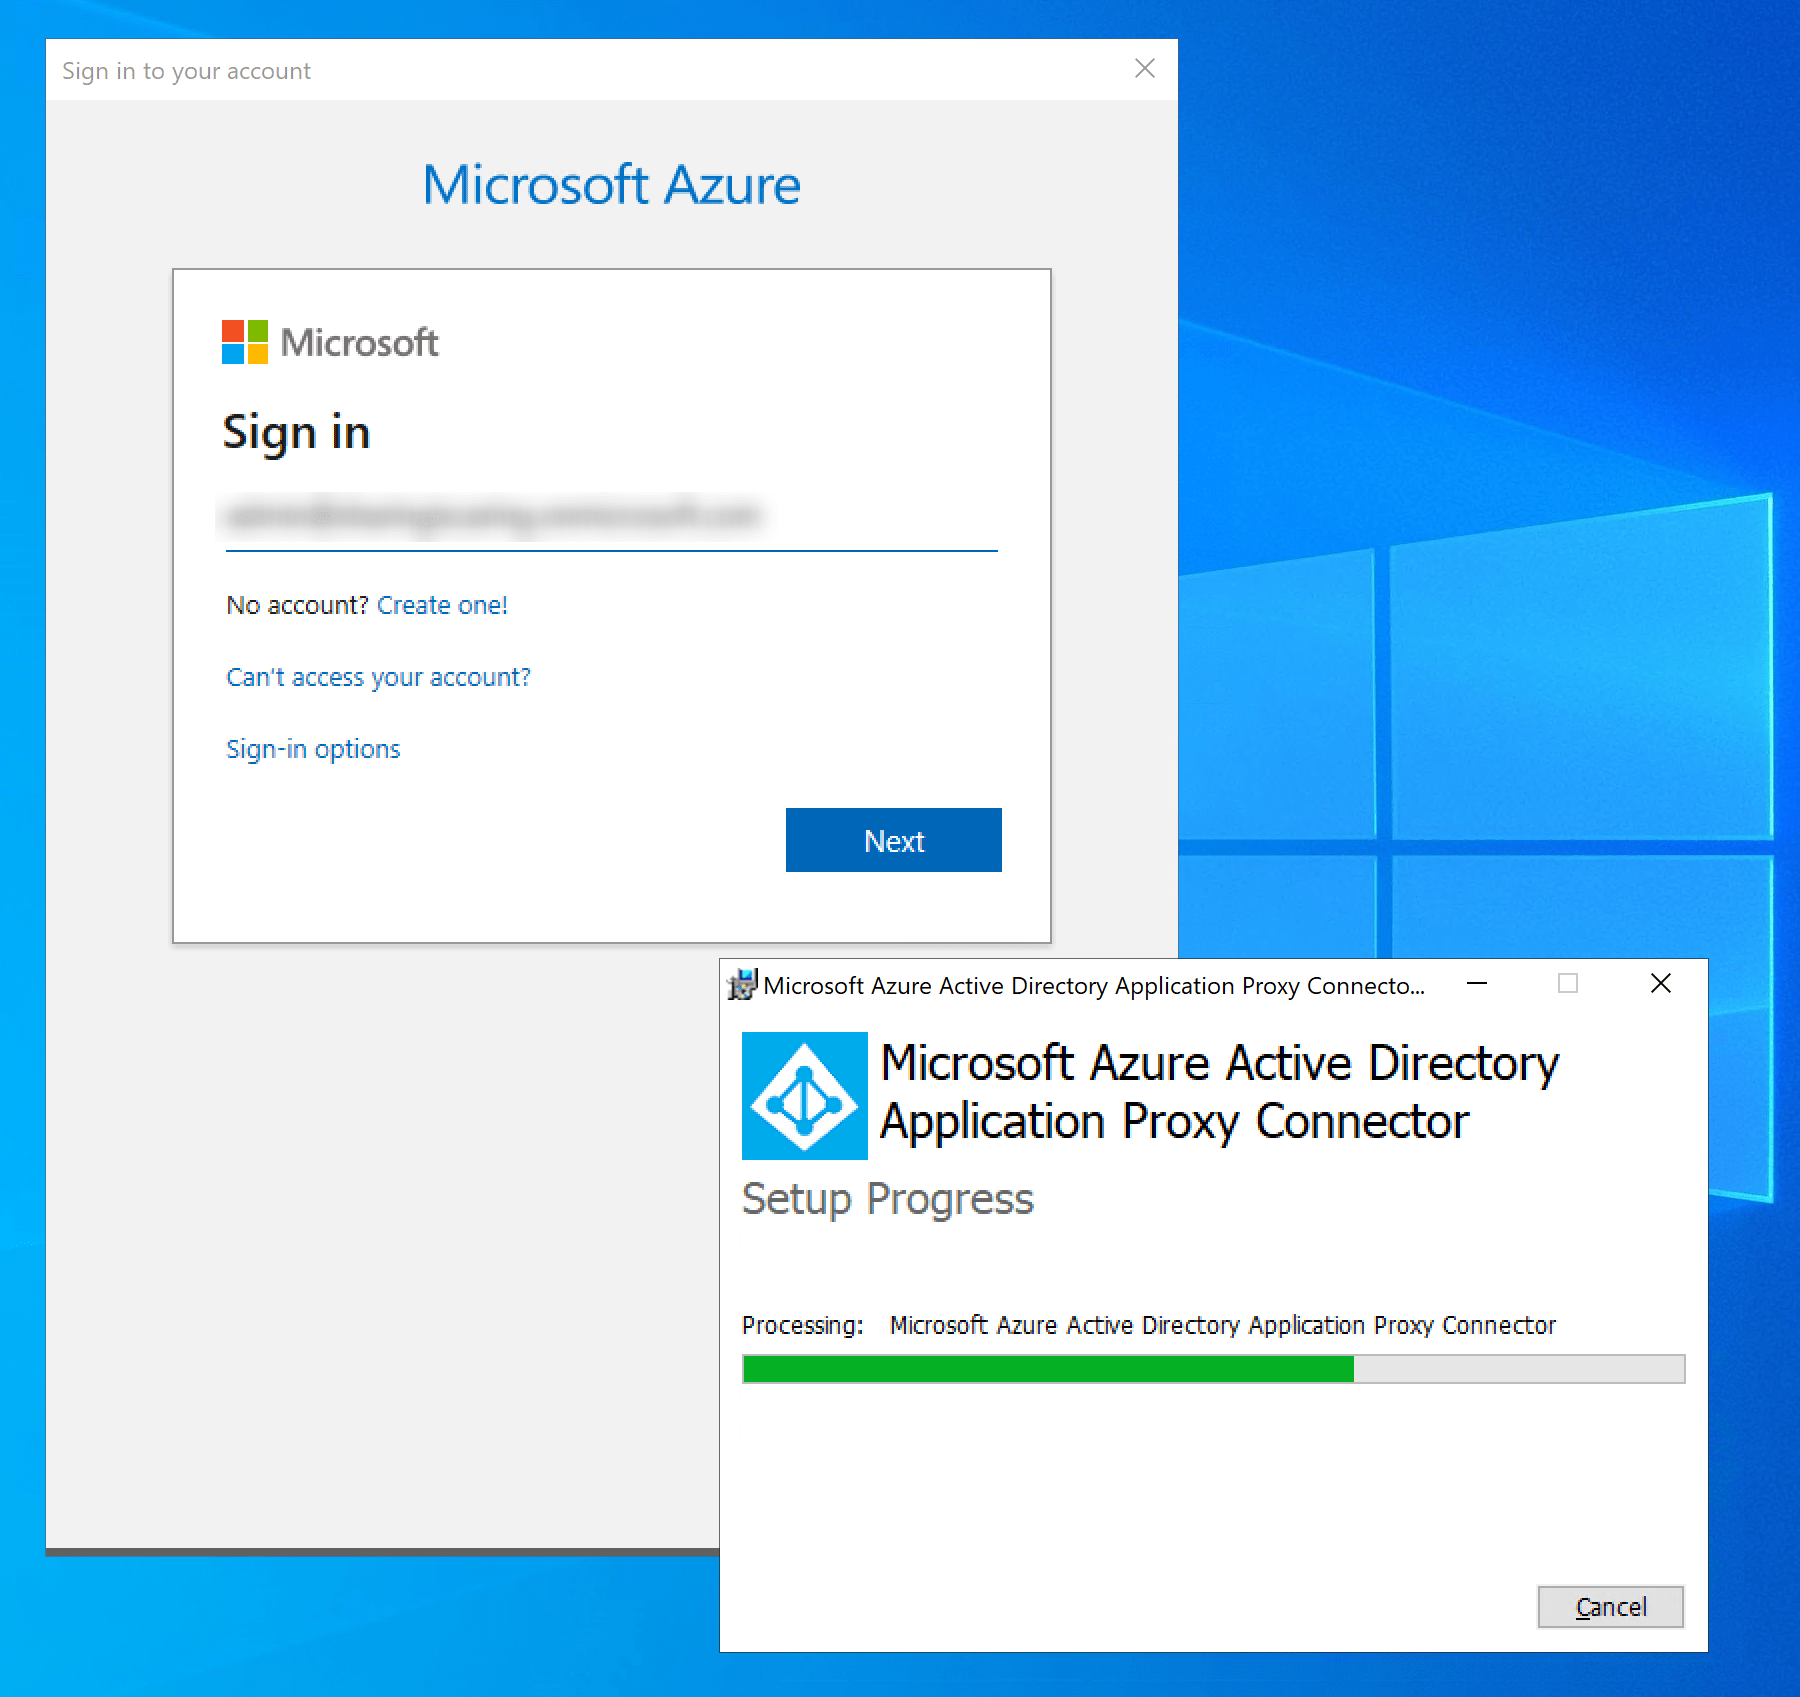 Sign in to your account
Microsoft Azure
Microsoft
Sign in
No account? Create one!
Can't access your account?
Sign-in options
Next
Microsoft Azure Active Directory Application Proxy Connecto...
Microsoft Azure Active Directory
Application Proxy Connector
Setup Progress
Processing: Microsoft Azure Active Directory Application Proxy Connector
Cancel